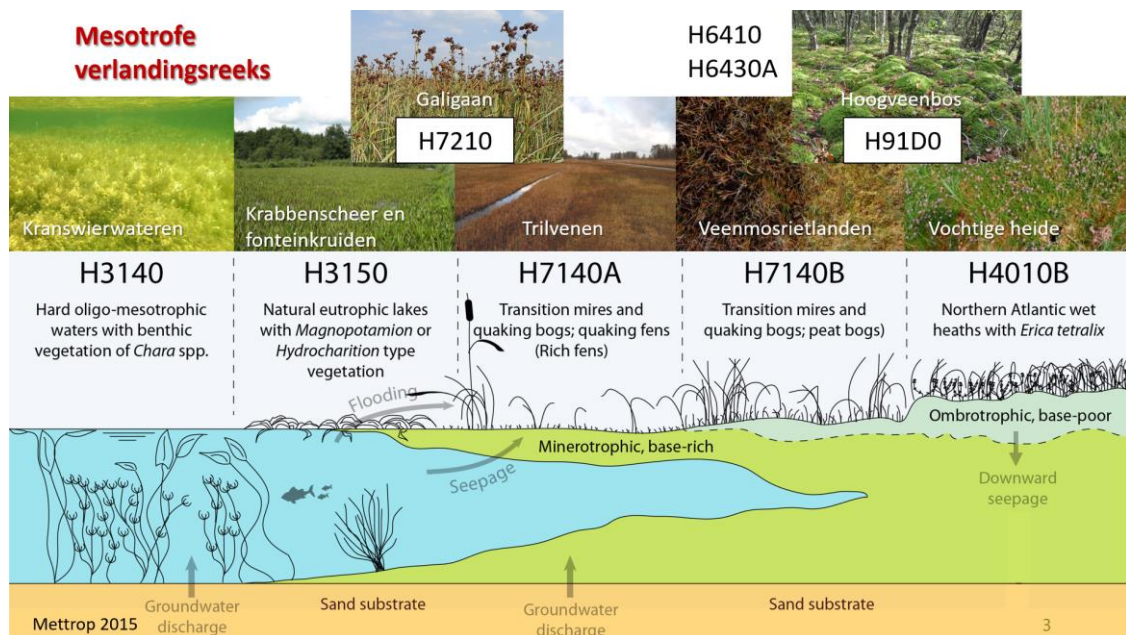 Mesotrofe
verlandingsreeks
Galigaan
H7210
H6410
H6430A
Hoogveenbos
H91D0
Kranswierwateren
Krabbenscheer en
fonteinkruiden
Trilvenen
Veenmosrietlanden
Vochtige heide
H3140
Hard oligo-mesotrophic
waters with benthic
vegetation of Chara spp.
H3150
Natural eutrophic lakes
with Magnopotamion or
Hydrocharition type
vegetation
H7140A
Transition mires and
quaking bogs; quaking fens
(Rich fens)
H7140B
Transition mires and
quaking bogs; peat bogs)
H4010B
Northern Atlantic wet
heaths with Erica tetralix
Flooding
Seepage
Minerotrophic, base-rich
Ombrotrophic, base-poor
Downward
seepage
Groundwater
discharge
Sand substrate
Groundwater
discharge
Sand substrate
Mettrop 2015
3